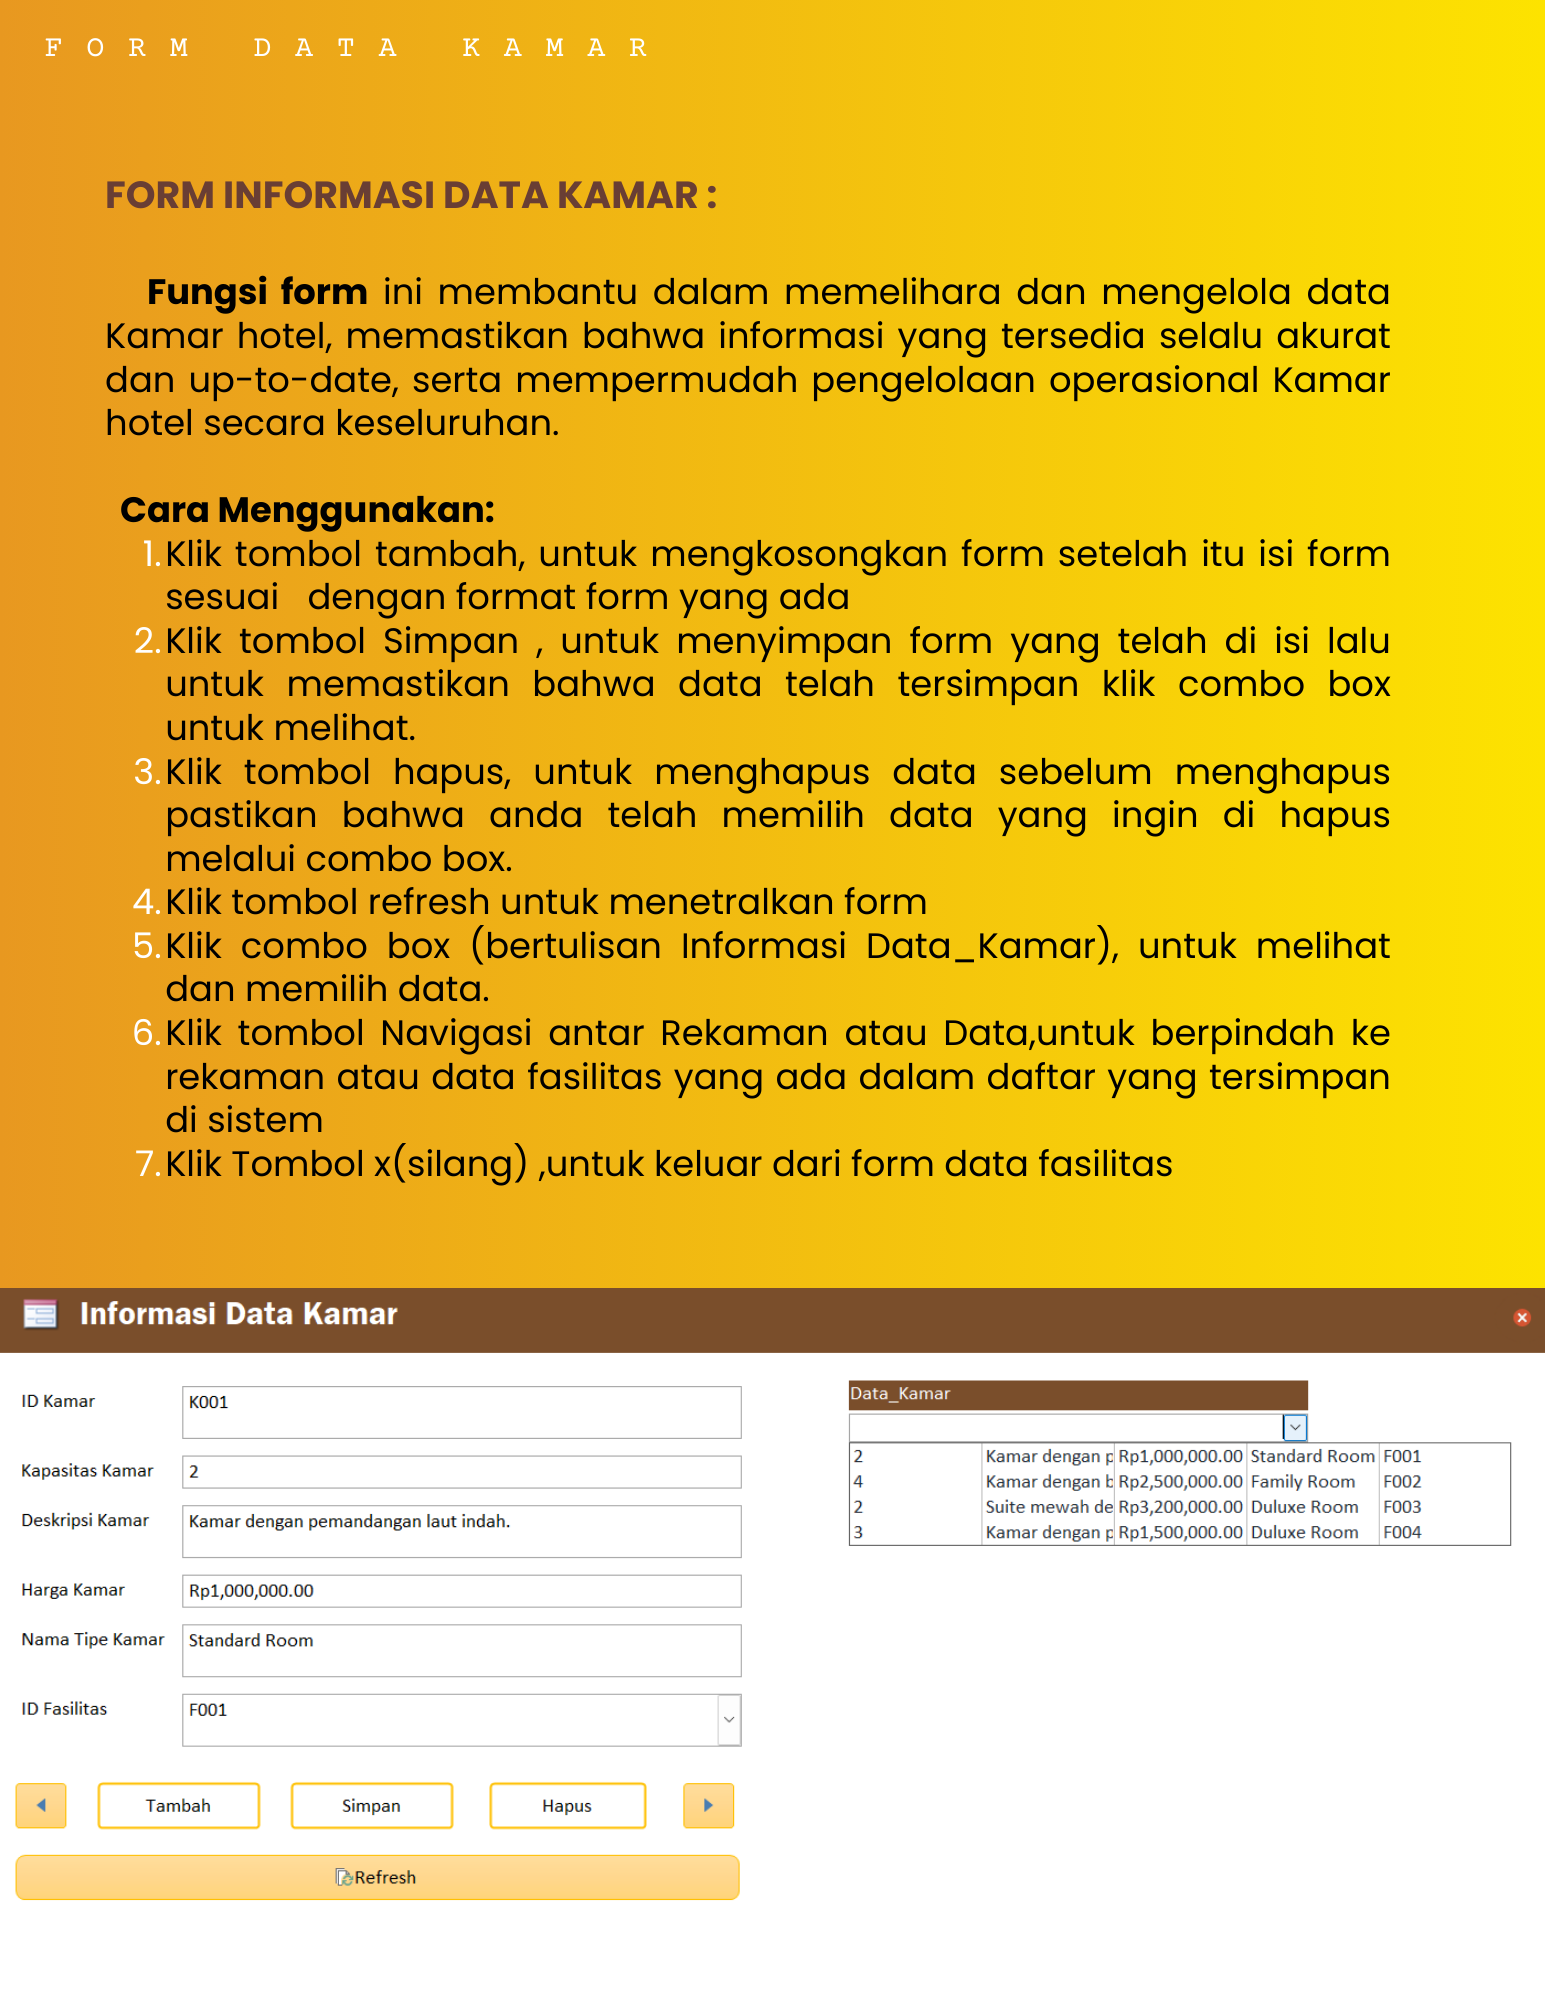 FORM DATA KAMAR
FORM INFORMASI DATA KAMAR :
Fungsi form ini membantu dalam memelihara dan mengelola data
Kamar hotel, memastikan bahwa informasi yang tersedia selalu akurat
dan up-to-date, serta mempermudah pengelolaan operasional Kamar
hotel secara keseluruhan.
Cara Menggunakan:
1. Klik tombol tambah, untuk mengkosongkan form setelah itu isi form
sesuai dengan format form yang ada
2. Klik tombol Simpan , untuk menyimpan form yang telah di isi lalu
untuk memastikan bahwa data telah tersimpan klik combo box
untuk melihat.
3. Klik tombol hapus, untuk menghapus data sebelum menghapus
pastikan bahwa anda telah memilih data yang ingin di hapus
melalui combo box.
4. Klik tombol refresh untuk menetralkan form
5. Klik combo box (bertulisan Informasi Data_Kamar), untuk melihat
dan memilih data.
6. Klik tombol Navigasi antar Rekaman atau Data,untuk berpindah ke
rekaman atau data fasilitas yang ada dalam daftar yang tersimpan
di sistem
7. Klik Tombol x(silang) ,untuk keluar dari form data fasilitas
Informasi Data Kamar
ID Kamar K001
Kapasitas Kamar 2
Deskripsi Kamar Kamar dengan pemandangan laut indah.
Harga Kamar Rp1,000,000.00
Nama Tipe Kamar Standard Room
ID Fasilitas F001
Tambah Simpan Hapus
Refresh
Data_Kamar
2 Kamar dengan p Rp1,000,000.00 Standard Room F001
4 Kamar dengan b Rp2,500,000.00 Family Room F002
2 Suite mewah de Rp3,200,000.00 Duluxe Room F003
3 Kamar dengan p Rp1,500,000.00 Duluxe Room F004